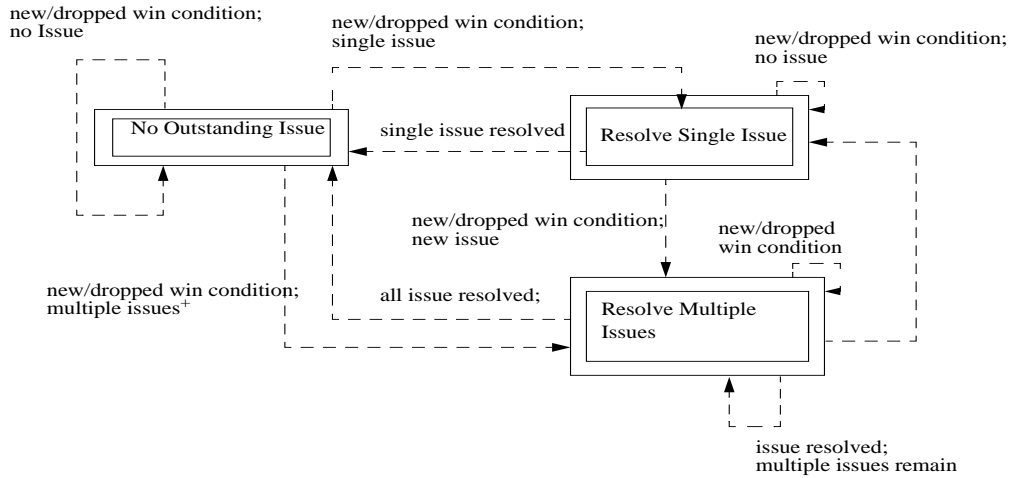 new/dropped win condition;
no Issue
new/dropped win condition;
single issue
new/dropped win condition;
no issue
No Outstanding Issue
single issue resolved
Resolve Single Issue
new/dropped win condition;
new issue
new/dropped
win condition
new/dropped win condition;
multiple issues+
all issue resolved;
Resolve Multiple
Issues
issue resolved;
multiple issues remain